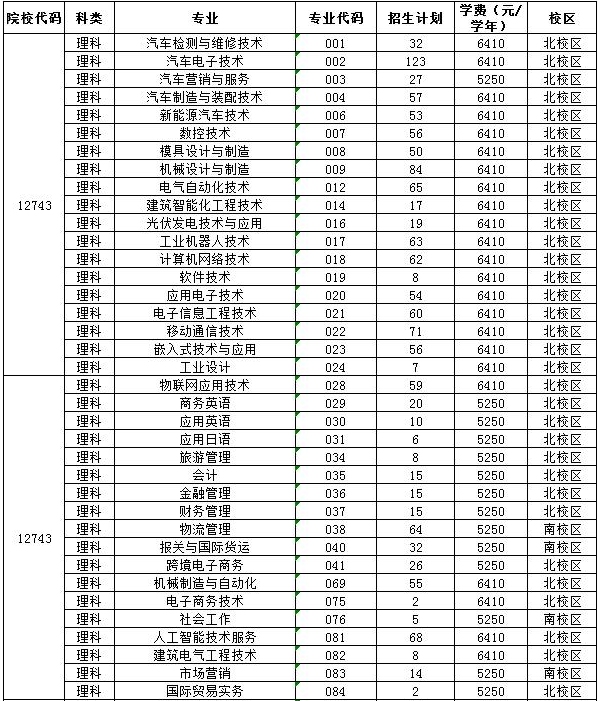 院校代码 科类 专业 专业代码 招生计划 学费（元/学年） 校区
12743
理科 汽车检测与维修技术 001 32 6410 北校区
理科 汽车电子技术 002 123 6410 北校区
理科 汽车营销与服务 003 27 5250 北校区
理科 汽车制造与装配技术 004 57 6410 北校区
理科 新能源汽车技术 006 53 6410 北校区
理科 数控技术 007 56 6410 北校区
理科 模具设计与制造 008 50 6410 北校区
理科 机械设计与制造 009 84 6410 北校区
理科 电气自动化技术 012 65 6410 北校区
理科 建筑智能化工程技术 014 17 6410 北校区
理科 光伏发电技术与应用 016 19 6410 北校区
理科 工业机器人技术 017 63 6410 北校区
理科 计算机网络技术 018 62 6410 北校区
理科 软件技术 019 8 6410 北校区
理科 应用电子技术 020 54 6410 北校区
理科 电子信息工程技术 021 60 6410 北校区
理科 移动通信技术 022 71 6410 北校区
理科 嵌入式技术与应用 023 56 6410 北校区
理科 工业设计 024 7 6410 北校区
12743
理科 物联网应用技术 028 59 6410 北校区
理科 商务英语 029 20 5250 北校区
理科 应用英语 030 10 5250 北校区
理科 应用日语 031 6 5250 北校区
理科 旅游管理 034 8 5250 北校区
理科 会计 035 15 5250 北校区
理科 金融管理 036 15 5250 北校区
理科 财务管理 037 15 5250 北校区
理科 物流管理 038 64 5250 南校区
理科 报关与国际货运 040 32 5250 南校区
理科 跨境电子商务 041 26 5250 北校区
理科 机械制造与自动化 069 55 6410 北校区
理科 电子商务技术 075 2 6410 北校区
理科 社会工作 076 5 5250 南校区
理科 人工智能技术服务 081 68 6410 北校区
理科 建筑电气工程技术 082 8 6410 北校区
理科 市场营销 083 14 5250 南校区
理科 国际贸易实务 084 2 5250 北校区